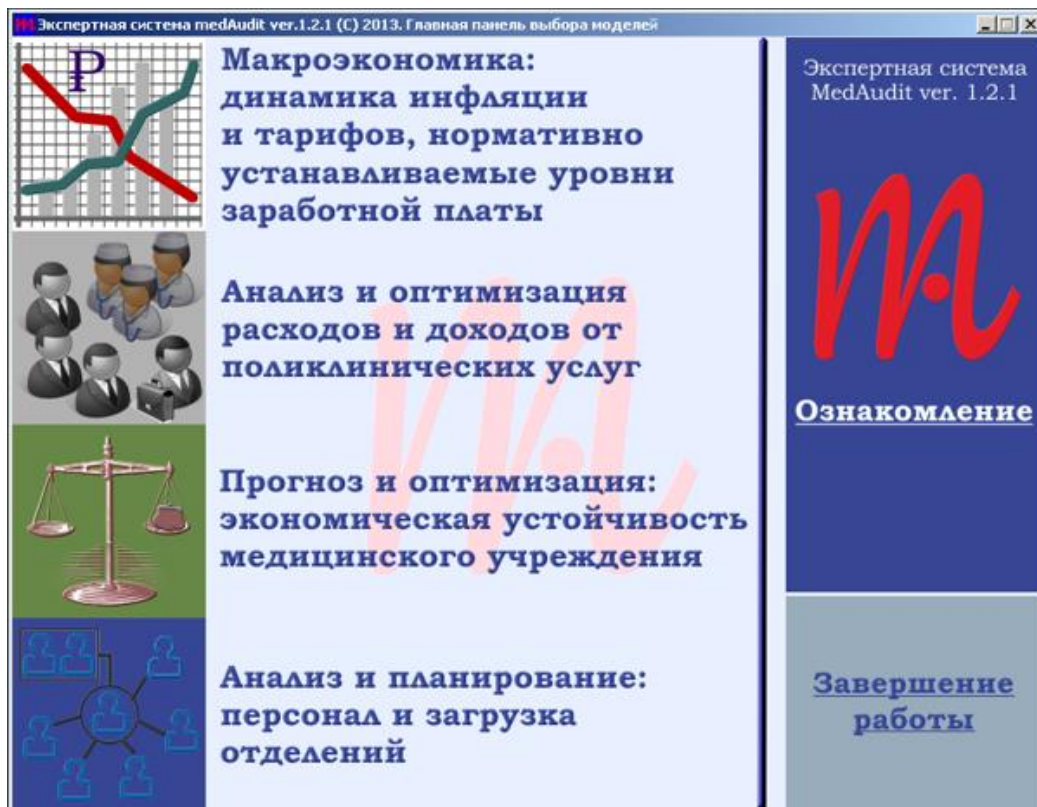 Экспертная система medAudit ver.1.2.1 (C) 2013. Главная панель выбора моделей
Макроэкономика:
динамика инфляции
и тарифов, нормативно
устанавливаемые уровни
заработной платы
Анализ и оптимизация
расходов и доходов от
поликлинических услуг
Прогноз и оптимизация:
экономическая устойчивость
медицинского учреждения
Анализ и планирование:
персонал и загрузка
отделений
Экспертная система
MedAudit ver. 1.2.1
Ознакомление
Завершение
работы